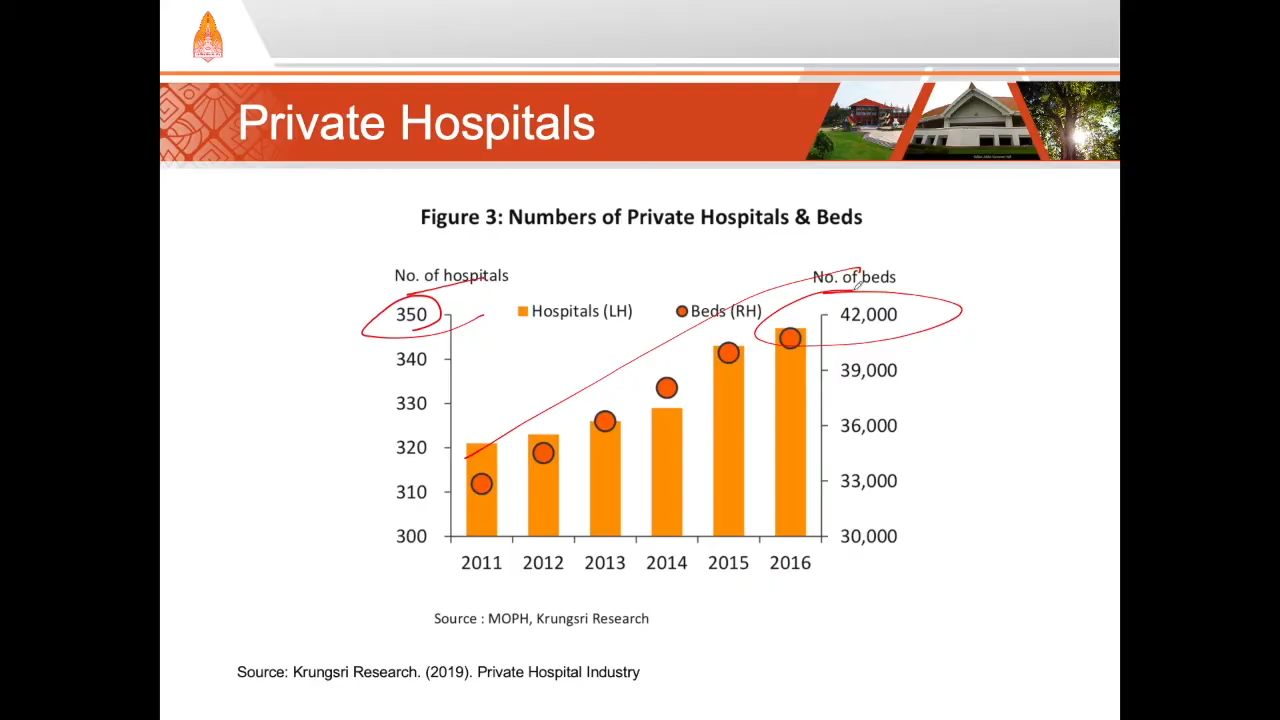 Private Hospitals
Figure 3: Numbers of Private Hospitals & Beds
No. of hospitals
No. of beds
Hospitals (LH)
Beds (RH)
350
340
330
320
310
300
42,000
39,000
36,000
33,000
30,000
2011 2012 2013 2014 2015 2016
Source : MOPH, Krungsri Research
Source: Krungsri Research. (2019). Private Hospital Industry